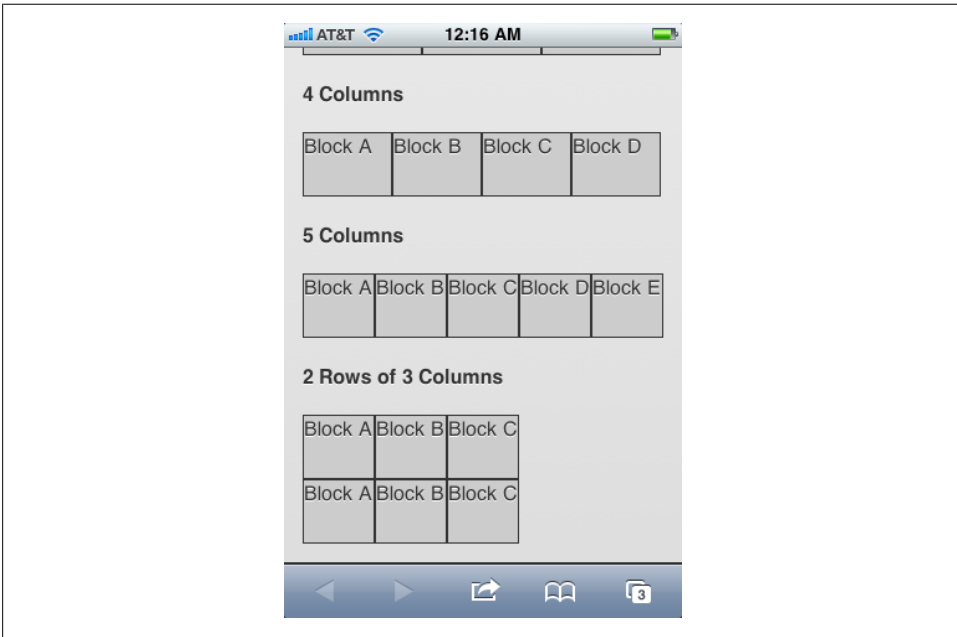 AT&T 12:16 AM
4 Columns
Block A Block B Block C Block D
5 Columns
Block A Block B Block C Block D Block E
2 Rows of 3 Columns
Block A Block B Block C
Block A Block B Block C
3